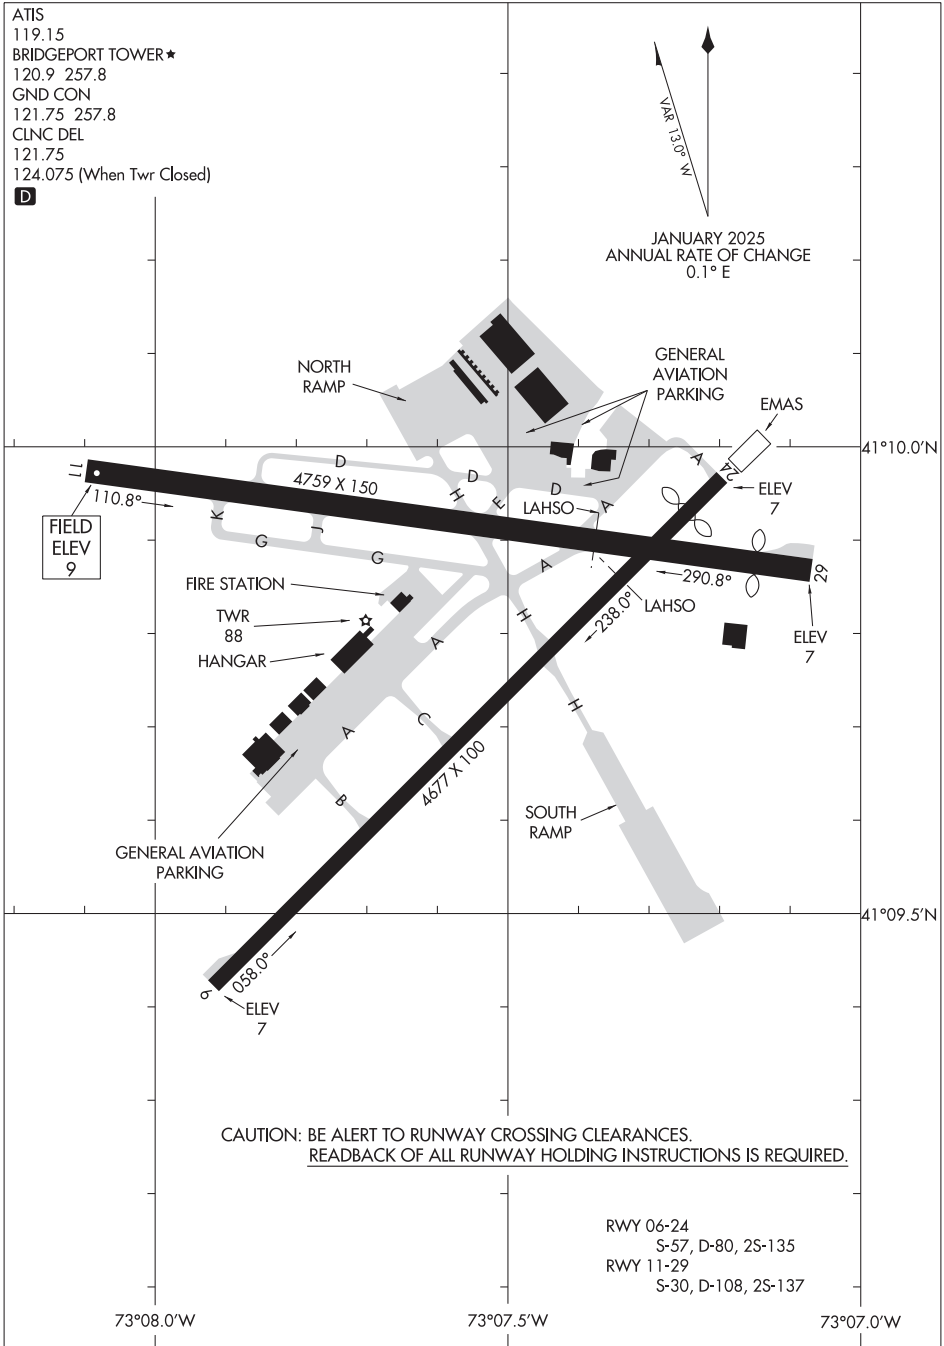 ATIS
119.15
BRIDGEPORT TOWER★
120.9 257.8
GND CON
121.75 257.8
CLNC DEL
121.75
124.075 (When Twr Closed)
D
VAR 13.0° W
JANUARY 2025
ANNUAL RATE OF CHANGE
0.1° E
NORTH
RAMP
GENERAL
AVIATION
PARKING
EMAS
41°10.0'N
A
24
ELEV
7
11
110.8°
FIELD
ELEV
9
D
4759 X 150
D
H
E
D
LAHSO
A
K
G
J
G
A
290.8°
29
ELEV
7
LAHSO
238.0°
FIRE STATION
TWR
88
HANGAR
A
H
H
A
C
B
4677 X 100
SOUTH
RAMP
GENERAL AVIATION
PARKING
41°09.5'N
6
058.0°
ELEV
7
CAUTION: BE ALERT TO RUNWAY CROSSING CLEARANCES.
READBACK OF ALL RUNWAY HOLDING INSTRUCTIONS IS REQUIRED.
RWY 06-24
S-57, D-80, 2S-135
RWY 11-29
S-30, D-108, 2S-137
73°08.0'W
73°07.5'W
73°07.0'W